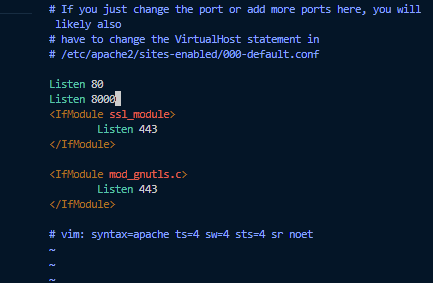 # If you just change the port or add more ports here, you will
likely also
# have to change the VirtualHost statement in
# /etc/apache2/sites-enabled/000-default.conf

Listen 80
Listen 8000
<IfModule ssl_module>
        Listen 443
</IfModule>

<IfModule mod_gnutls.c>
        Listen 443
</IfModule>

# vim: syntax=apache ts=4 sw=4 sts=4 sr noet
~
~
~